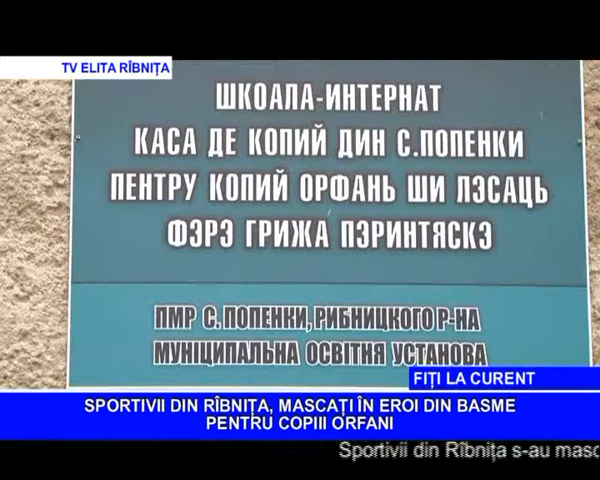 TV ELITA RÎBNIȚA
ШКОАЛА-ИНТЕРНАТ
КАСА ДЕ КОПИЙ ДИН С.ПОПЕНКИ
ПЕНТРУ КОПИЙ ОРФАНЬ ШИ ЛЭСАЦЬ
ФЭРЭ ГРИЖА ПЭРИНТЯСКЭ
ПМР С. ПОПЕНКИ, РИБНИЦКОГО Р-НА
МУНІЦИПАЛЬНА ОСВІТНЯ УСТАНОВА
FIȚI LA CURENT
SPORTIVII DIN RÎBNIȚA, MASCAȚI ÎN EROI DIN BASME
PENTRU COPIII ORFANI
Sportivii din Rîbnița s-au masc